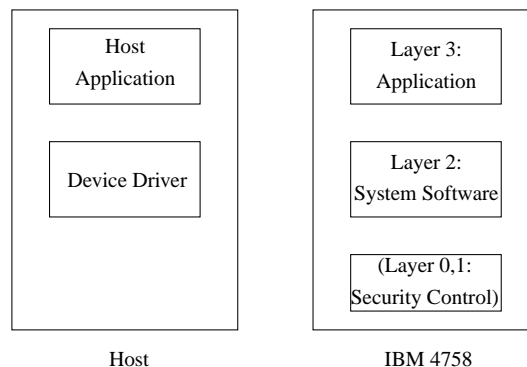 Host
Application
Device Driver
Host
Layer 3:
Application
Layer 2:
System Software
(Layer 0,1:
Security Control)
IBM 4758